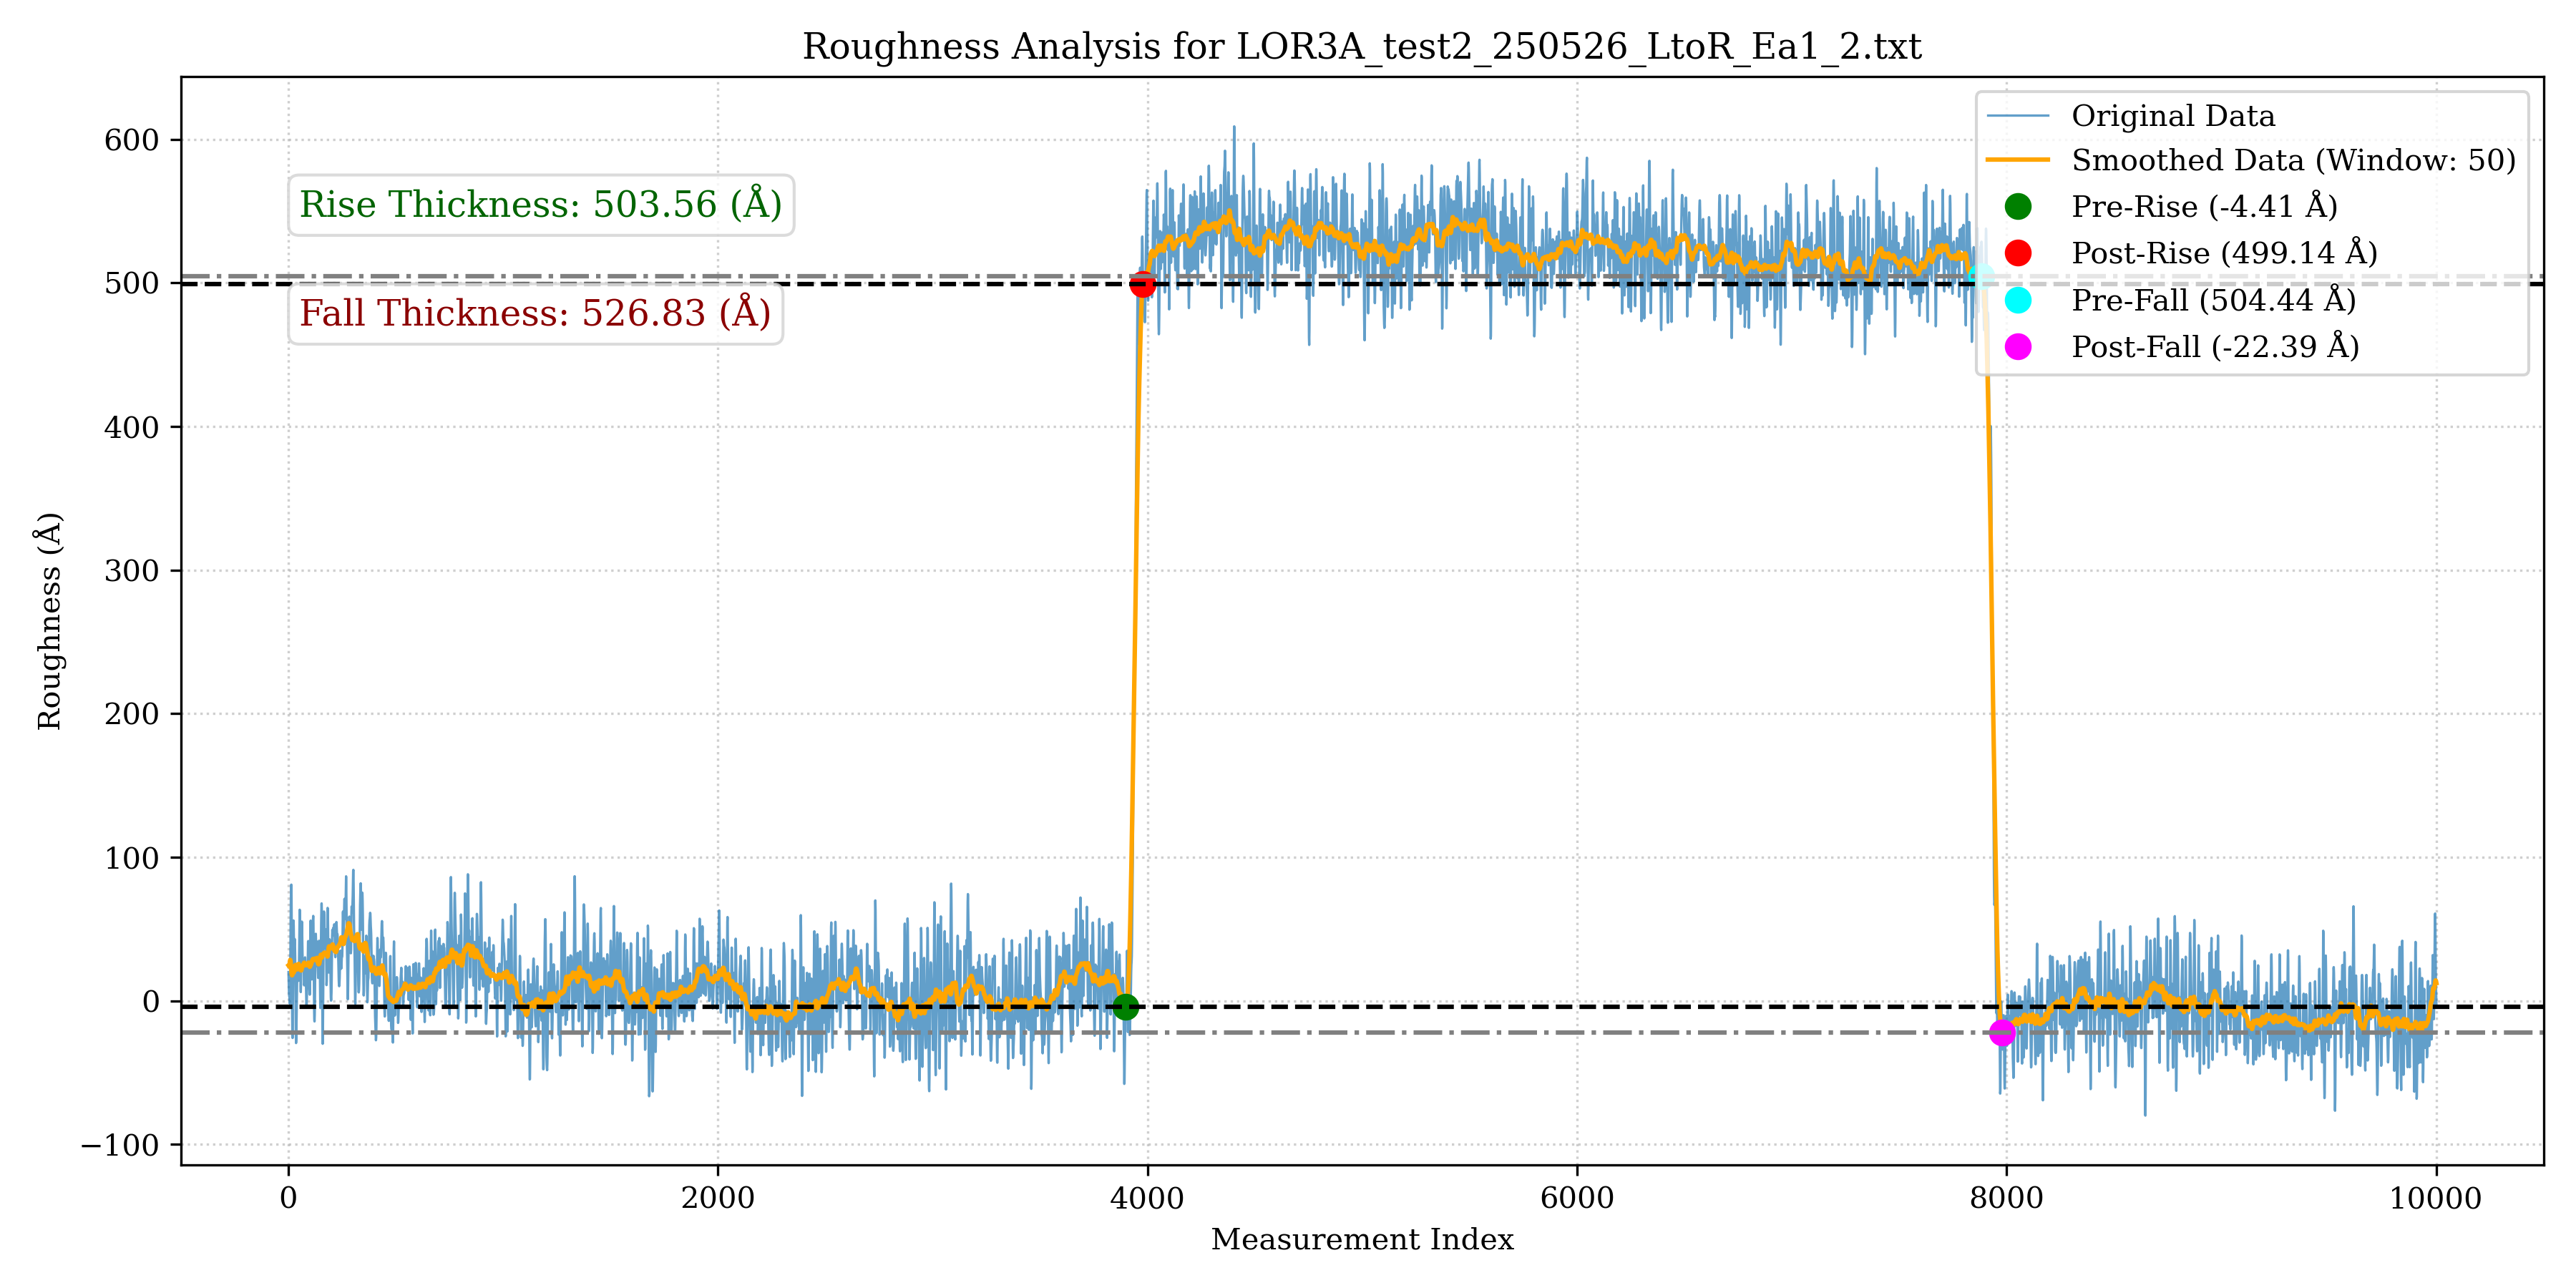 Roughness Analysis for LOR3A_test2_250526_LtoR_Ea1_2.txt
Original Data
Smoothed Data (Window: 50)
Pre-Rise (-4.41 Å)
Post-Rise (499.14 Å)
Pre-Fall (504.44 Å)
Post-Fall (-22.39 Å)
Rise Thickness: 503.56 (Å)
Fall Thickness: 526.83 (Å)
Roughness (Å)
600
500
400
300
200
100
0
−100
0
2000
4000
6000
8000
10000
Measurement Index